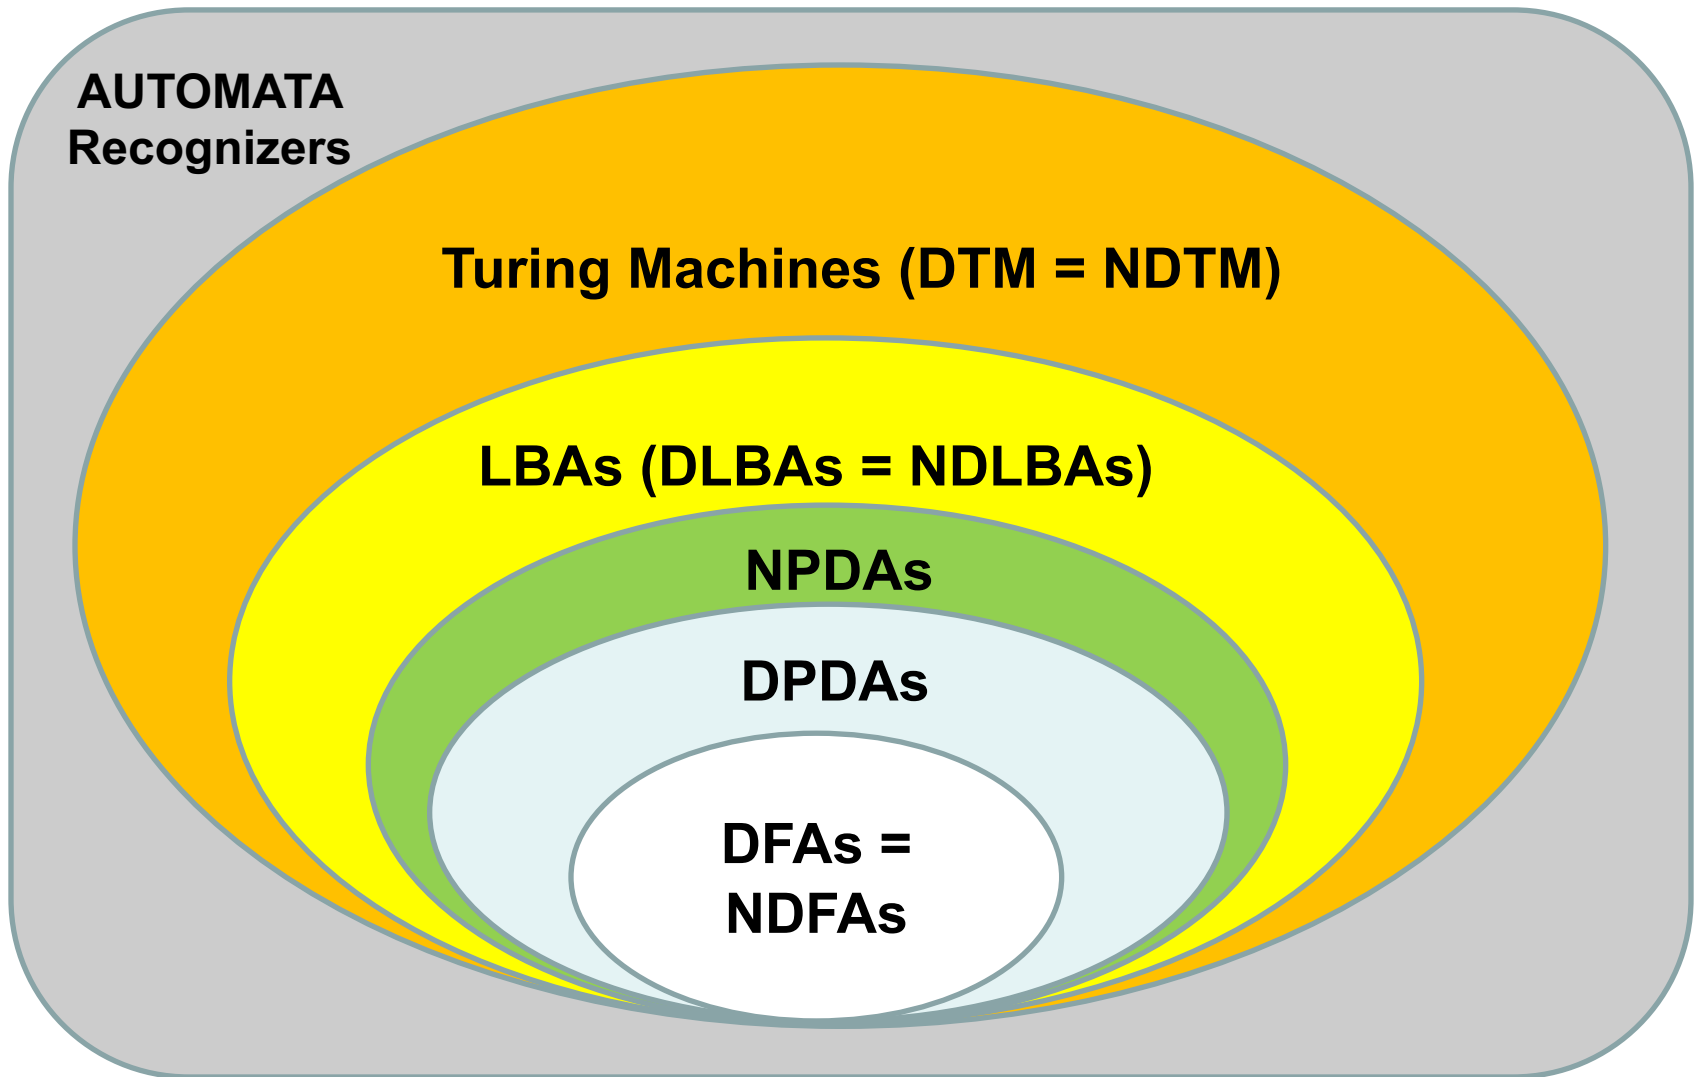 AUTOMATA
Recognizers
Turing Machines (DTM = NDTM)
LBAs (DLBAs = NDLBAs)
NPDAs
DPDAs
DFAs =
NDFAs